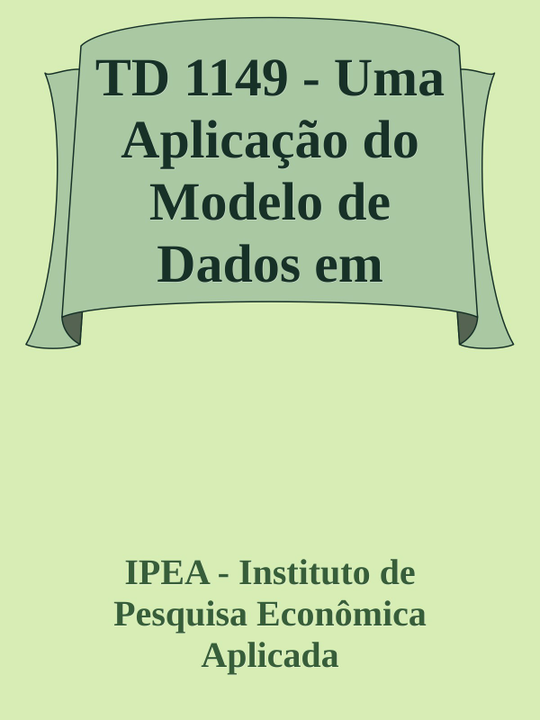 TD 1149 - Uma
Aplicação do
Modelo de
Dados em
IPEA - Instituto de
Pesquisa Econômica
Aplicada